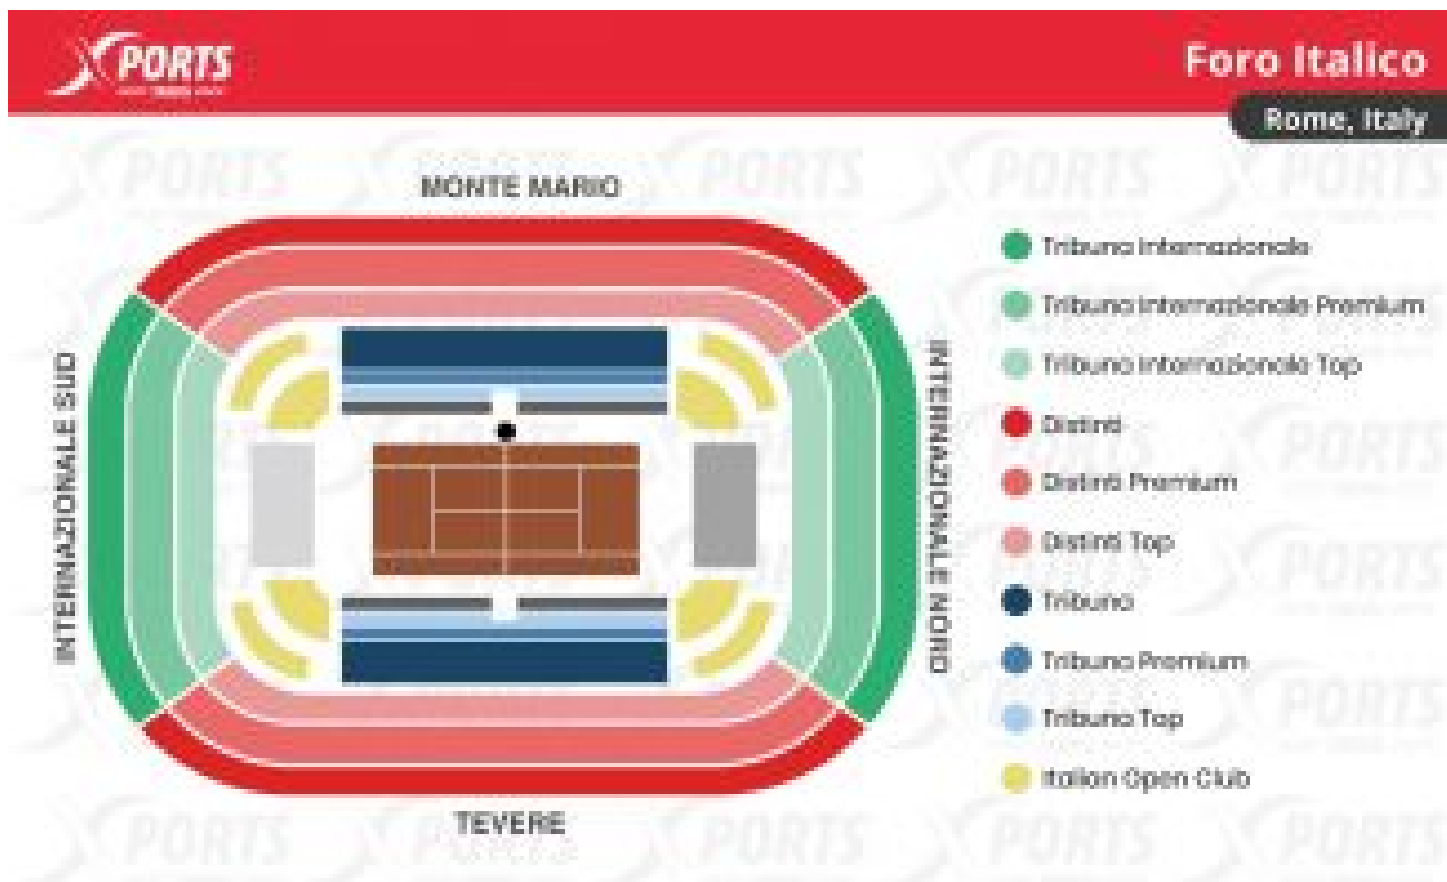 XPORTS
Foro Italico
Rome, Italy
MONTE MARIO
INTERNAZIONALE SUD
INTERNAZIONALE NORD
TEVERE
Tribuna Internazionale
Tribuna Internazionale Premium
Tribuna Internazionale Top
Distinti
Distinti Premium
Distinti Top
Tribuna
Tribuna Premium
Tribuna Top
Italian Open Club